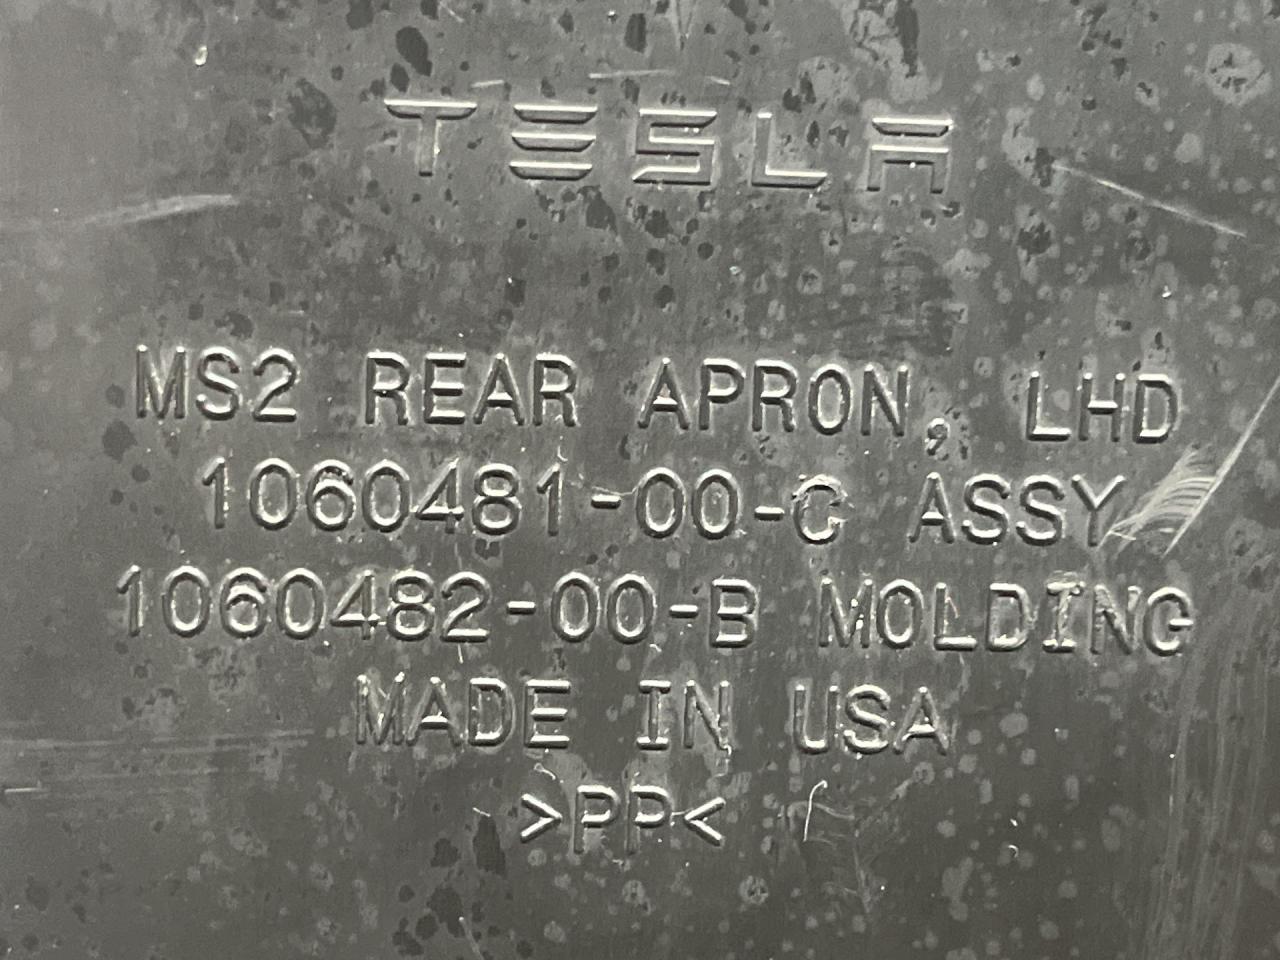 TESLA
MS2 REAR APRON, LHD
1060481-00-C ASSY
1060482-00-B MOLDING
MADE IN USA
>PP<